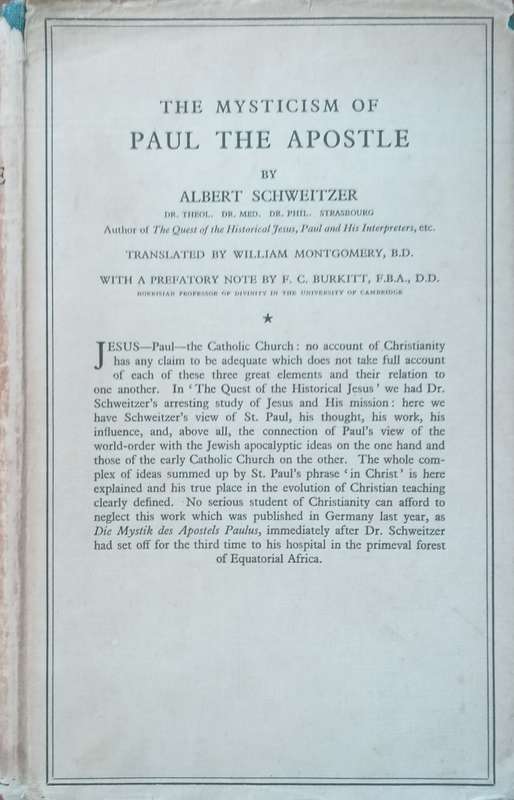 THE MYSTICISM OF
PAUL THE APOSTLE
BY
ALBERT SCHWEITZER
DR. THEOL. DR. MED. DR. PHIL. STRASBOURG
Author of The Quest of the Historical Jesus, Paul and His Interpreters, etc.
TRANSLATED BY WILLIAM MONTGOMERY, B.D.
WITH A PREFATORY NOTE BY F. C. BURKITT, F.B.A., D.D.
NORRISIAN PROFESSOR OF DIVINITY IN THE UNIVERSITY OF CAMBRIDGE
★
JESUS—Paul—the Catholic Church: no account of Christianity
has any claim to be adequate which does not take full account
of each of these three great elements and their relation to
one another. In ‘The Quest of the Historical Jesus’ we had Dr.
Schweitzer's arresting study of Jesus and His mission: here we
have Schweitzer's view of St. Paul, his thought, his work, his
influence, and, above all, the connection of Paul's view of the
world-order with the Jewish apocalyptic ideas on the one hand and
those of the early Catholic Church on the other. The whole com-
plex of ideas summed up by St. Paul's phrase ‘in Christ’ is here
explained and his true place in the evolution of Christian teaching
clearly defined. No serious student of Christianity can afford to
neglect this work which was published in Germany last year, as
Die Mystik des Apostels Paulus, immediately after Dr. Schweitzer
had set off for the third time to his hospital in the primeval forest
of Equatorial Africa.